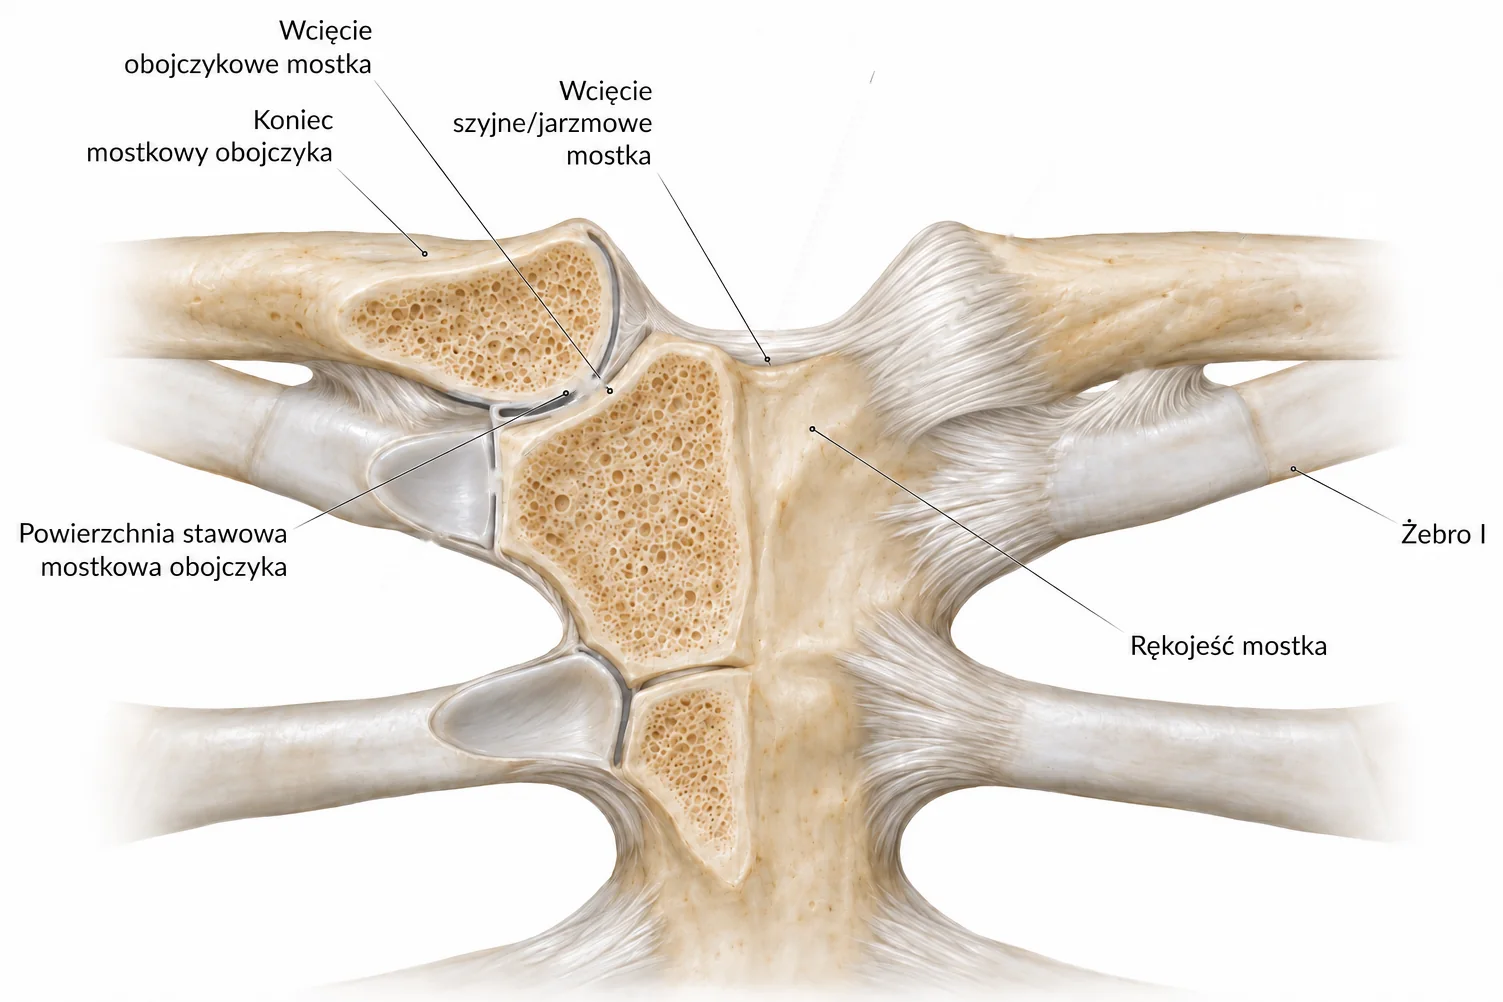 Wcięcie
obojczykowe mostka
Koniec
mostkowy obojczyka
Wcięcie
szyjne/jarzmowe
mostka
Powierzchnia stawowa
mostkowa obojczyka
Żebro I
Rękojeść mostka